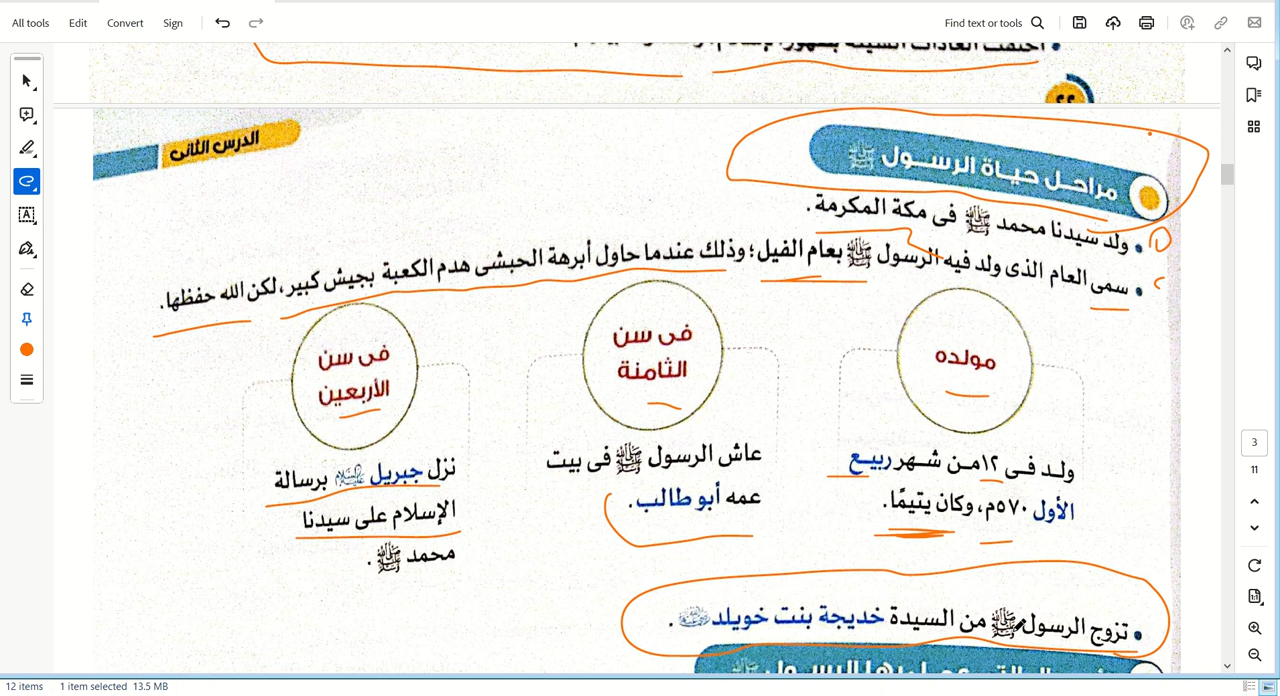 All tools Edit Convert Sign Find text or tools
الدرس الثانى
مراحل حياة الرسول ﷺ
• ولد سيدنا محمد ﷺ فى مكة المكرمة.
• سمى العام الذى ولد فيه الرسول ﷺ بعام الفيل؛ وذلك عندما حاول أبرهة الحبشى هدم الكعبة بجيش كبير، لكن الله حفظها.
مولده
ولد فى ١٢ من شهر ربيع
الأول ٥٧٠م، وكان يتيمًا.
فى سن
الثامنة
عاش الرسول ﷺ فى بيت
عمه أبو طالب.
فى سن
الأربعين
نزل جبريل برسالة
الإسلام على سيدنا
محمد ﷺ.
• تزوج الرسول ﷺ من السيدة خديجة بنت خويلد.
3
11
12 items 1 item selected 13.5 MB